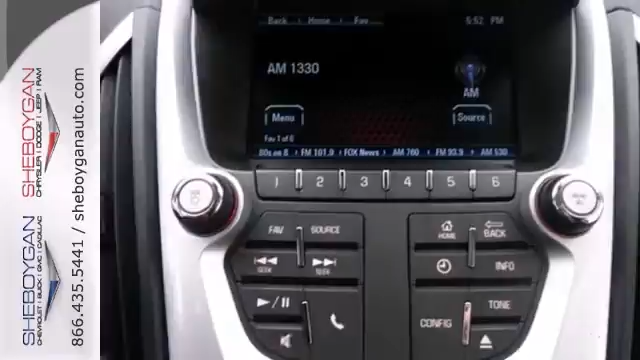 SHEBOYGAN
CHRYSLER | DODGE | JEEP | RAM
SHEBOYGAN
CHEVROLET | BUICK | GMC | CADILLAC
866.435.5441 / sheboyganauto.com
Back Home Fav 5:52 PM
AM 1330
AM
Menu Source
Fav 1 of 6
80s on 8 FM 101.9 FOX News AM 760 FM 93.9 AM 530
1 2 3 4 5 6
FAV SOURCE
HOME BACK
SEEK SEEK
INFO
TONE
CONFIG